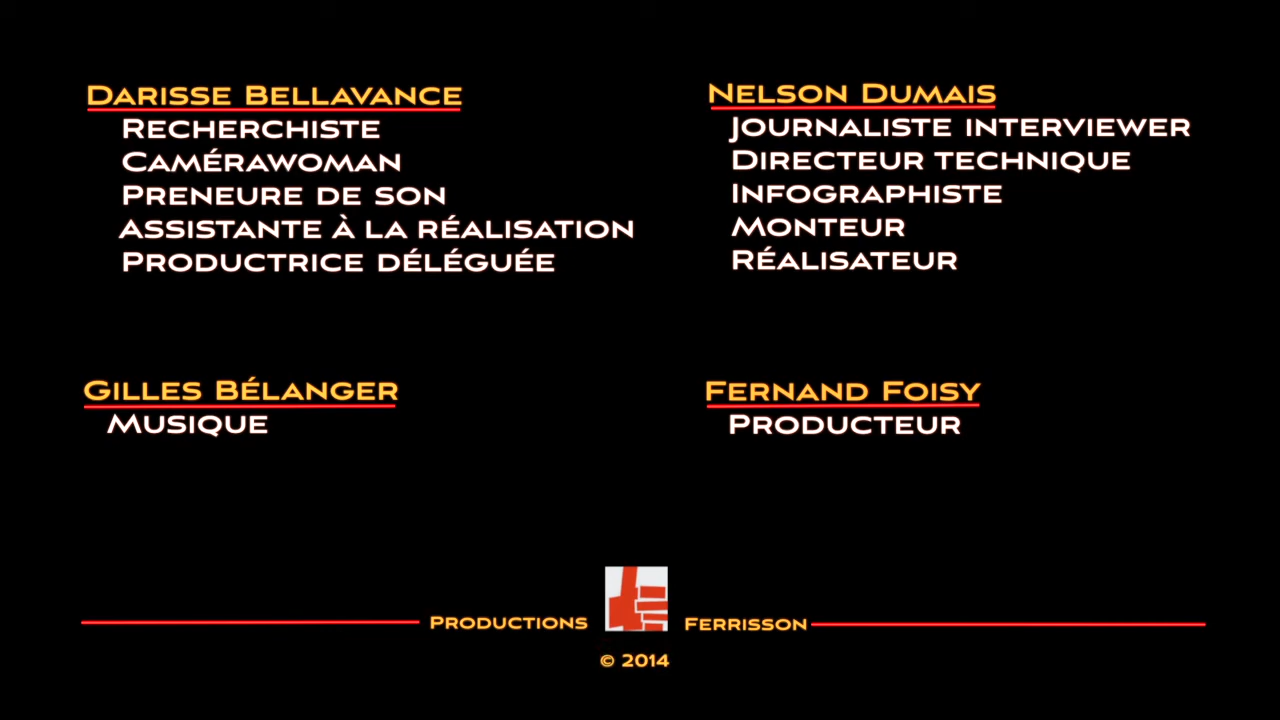 Darisse Bellavance
Recherchiste
Camérawoman
Preneure de son
Assistante à la réalisation
Productrice déléguée
Nelson Dumais
Journaliste interviewer
Directeur technique
Infographiste
Monteur
Réalisateur
Gilles Bélanger
Musique
Fernand Foisy
Producteur
Productions Ferrisson
© 2014